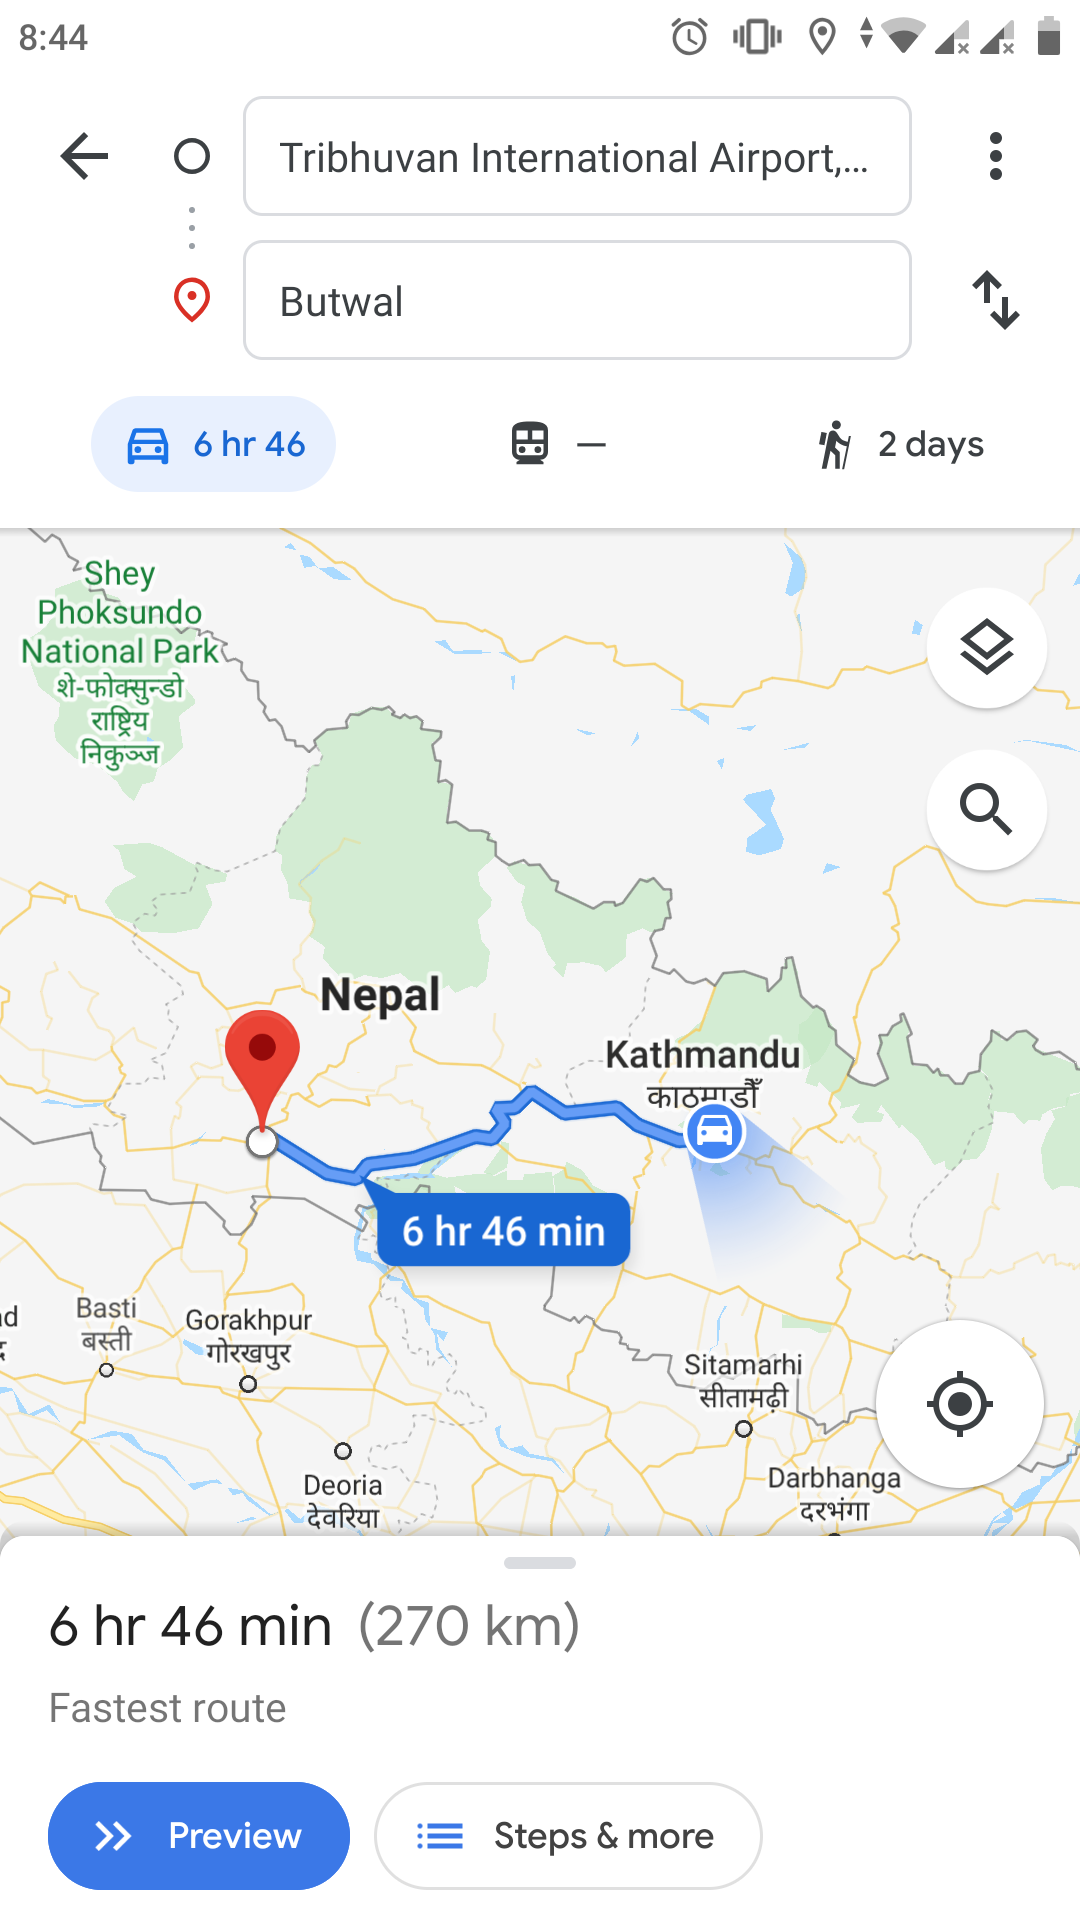 8:44
Tribhuvan International Airport,...
Butwal
6 hr 46
—
2 days
Shey
Phoksundo
National Park
शे-फोक्सुन्डो
राष्ट्रिय
निकुञ्ज
Nepal
Kathmandu
काठमाडौँ
6 hr 46 min
Basti
बस्ती
Gorakhpur
गोरखपुर
Sitamarhi
सीतामढ़ी
Deoria
देवरिया
Darbhanga
दरभंगा
6 hr 46 min (270 km)
Fastest route
Preview
Steps & more